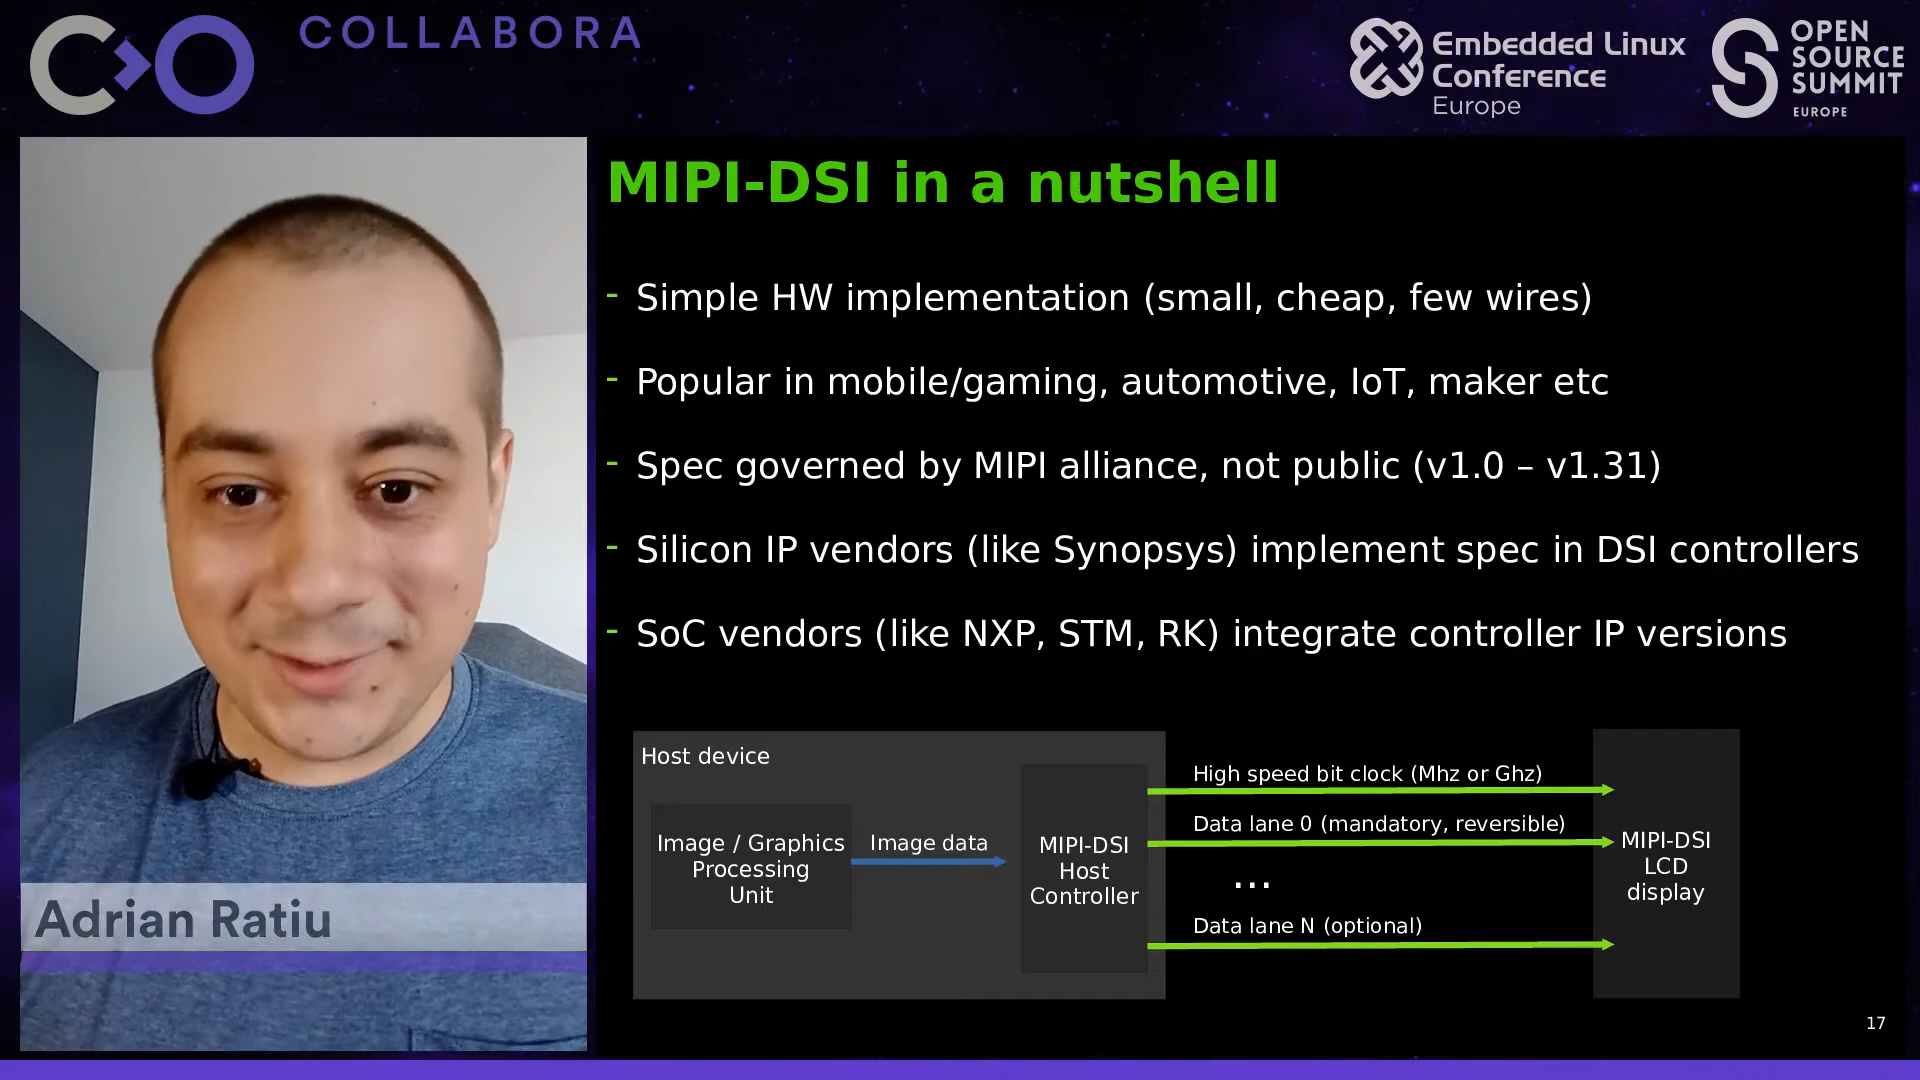 COLLABORA
Embedded Linux
Conference
Europe
OPEN
SOURCE
SUMMIT
EUROPE
MIPI-DSI in a nutshell
- Simple HW implementation (small, cheap, few wires)
- Popular in mobile/gaming, automotive, IoT, maker etc
- Spec governed by MIPI alliance, not public (v1.0 – v1.31)
- Silicon IP vendors (like Synopsys) implement spec in DSI controllers
- SoC vendors (like NXP, STM, RK) integrate controller IP versions
Host device
Image / Graphics
Processing
Unit
Image data
MIPI-DSI
Host
Controller
High speed bit clock (Mhz or Ghz)
Data lane 0 (mandatory, reversible)
...
Data lane N (optional)
MIPI-DSI
LCD
display
Adrian Ratiu
17